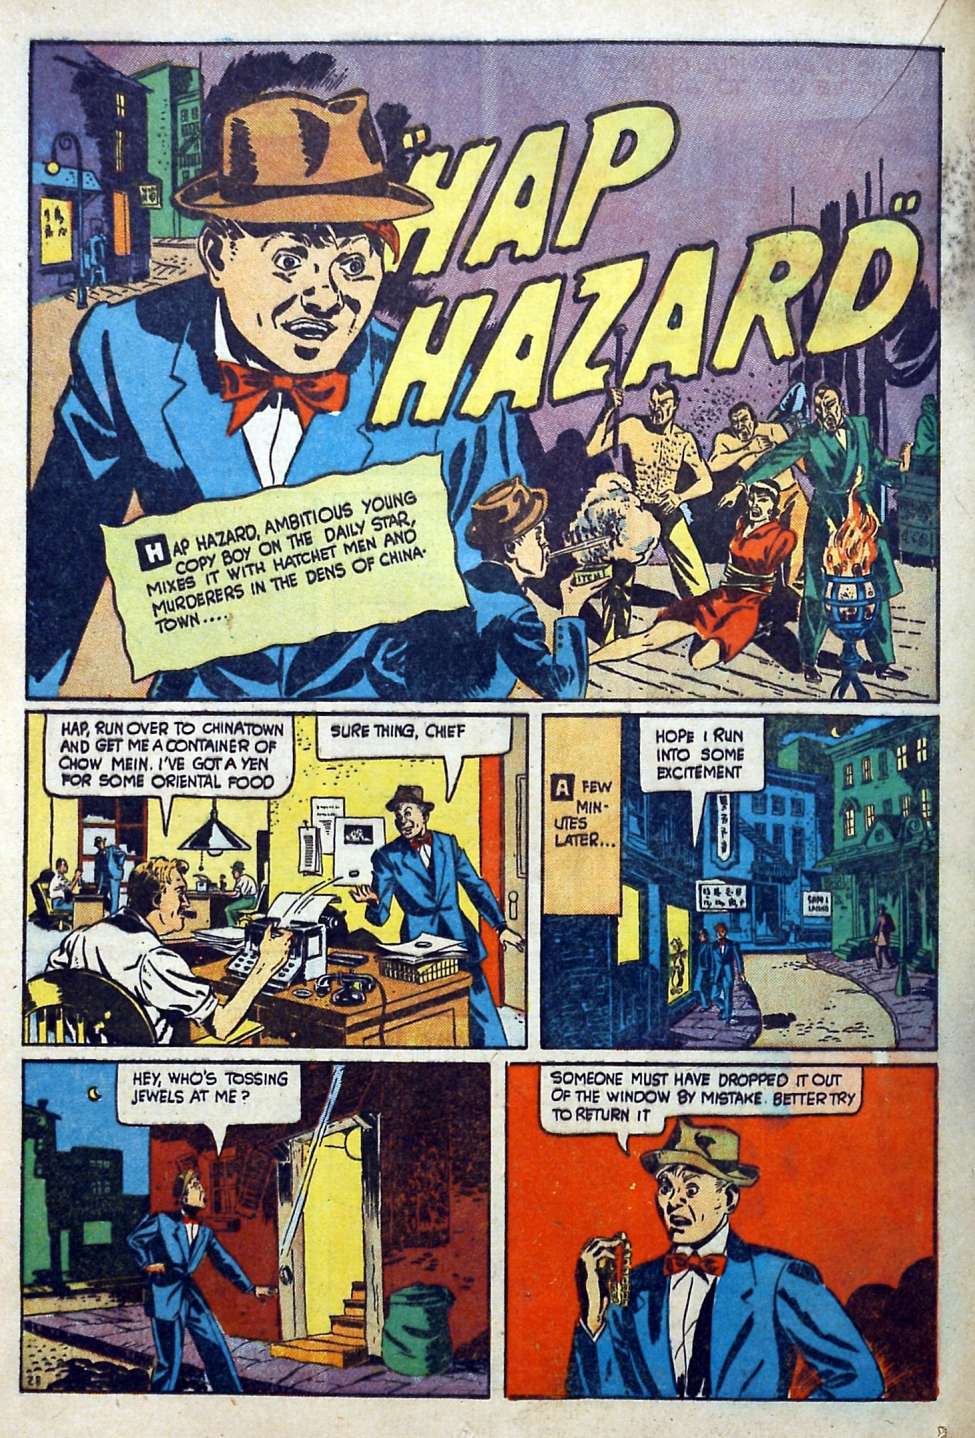 "HAP
HAZARD"
HAP HAZARD, AMBITIOUS YOUNG
COPY BOY ON THE DAILY STAR,
MIXES IT WITH HATCHET MEN AND
MURDERERS IN THE DENS OF CHINA-
TOWN....
HAP, RUN OVER TO CHINATOWN
AND GET ME A CONTAINER OF
CHOW MEIN. I'VE GOT A YEN
FOR SOME ORIENTAL FOOD
SURE THING, CHIEF
A FEW
MIN-
UTES
LATER...
HOPE I RUN
INTO SOME
EXCITEMENT
HEY, WHO'S TOSSING
JEWELS AT ME?
SOMEONE MUST HAVE DROPPED IT OUT
OF THE WINDOW BY MISTAKE. BETTER TRY
TO RETURN IT
28